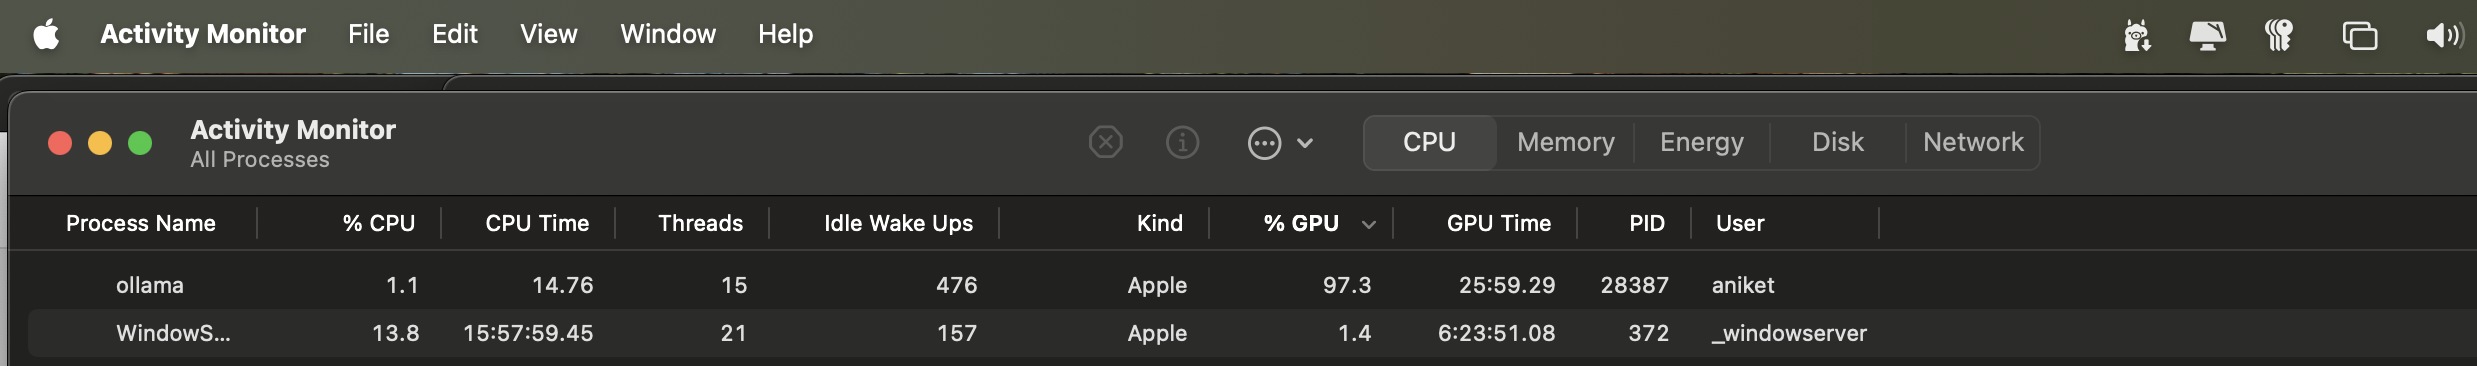 Activity Monitor File Edit View Window Help
Activity Monitor
All Processes
CPU Memory Energy Disk Network
Process Name % CPU CPU Time Threads Idle Wake Ups Kind % GPU GPU Time PID User
ollama 1.1 14.76 15 476 Apple 97.3 25:59.29 28387 aniket
WindowS... 13.8 15:57:59.45 21 157 Apple 1.4 6:23:51.08 372 _windowserver